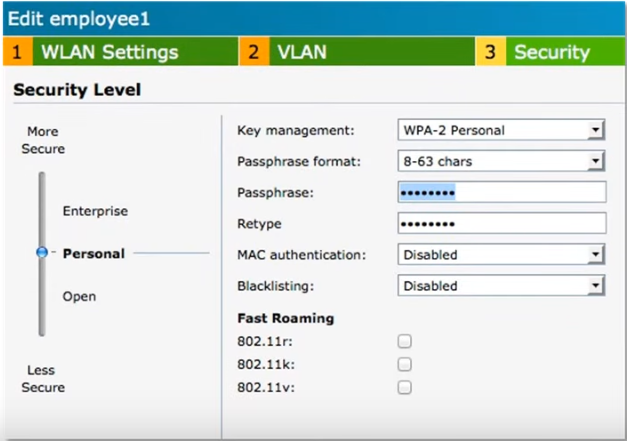 Edit employee1
1 WLAN Settings 2 VLAN 3 Security
Security Level
More
Secure
Enterprise
Personal
Open
Less
Secure
Key management: WPA-2 Personal
Passphrase format: 8-63 chars
Passphrase: ••••••••
Retype ••••••••
MAC authentication: Disabled
Blacklisting: Disabled
Fast Roaming
802.11r:
802.11k:
802.11v: